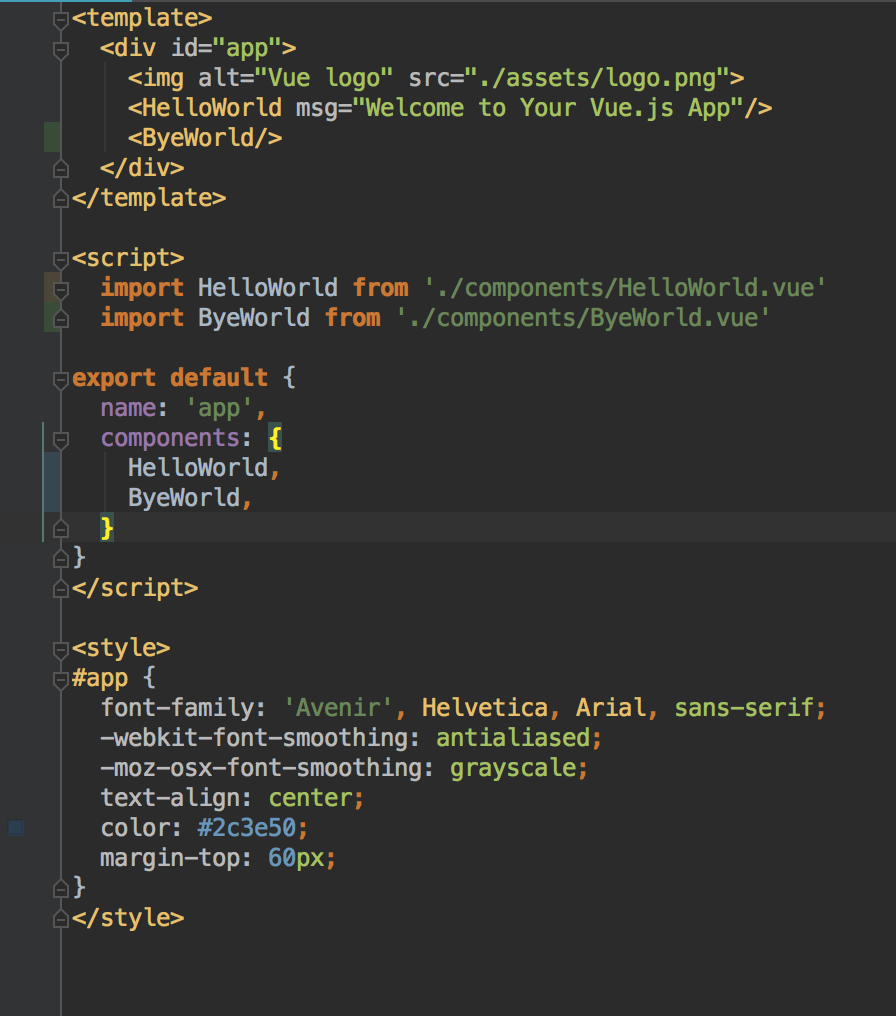 <template>
  <div id="app">
    <img alt="Vue logo" src="./assets/logo.png">
    <HelloWorld msg="Welcome to Your Vue.js App"/>
    <ByeWorld/>
  </div>
</template>

<script>
  import HelloWorld from './components/HelloWorld.vue'
  import ByeWorld from './components/ByeWorld.vue'

export default {
  name: 'app',
  components: {
    HelloWorld,
    ByeWorld,
  }
}
</script>

<style>
#app {
  font-family: 'Avenir', Helvetica, Arial, sans-serif;
  -webkit-font-smoothing: antialiased;
  -moz-osx-font-smoothing: grayscale;
  text-align: center;
  color: #2c3e50;
  margin-top: 60px;
}
</style>